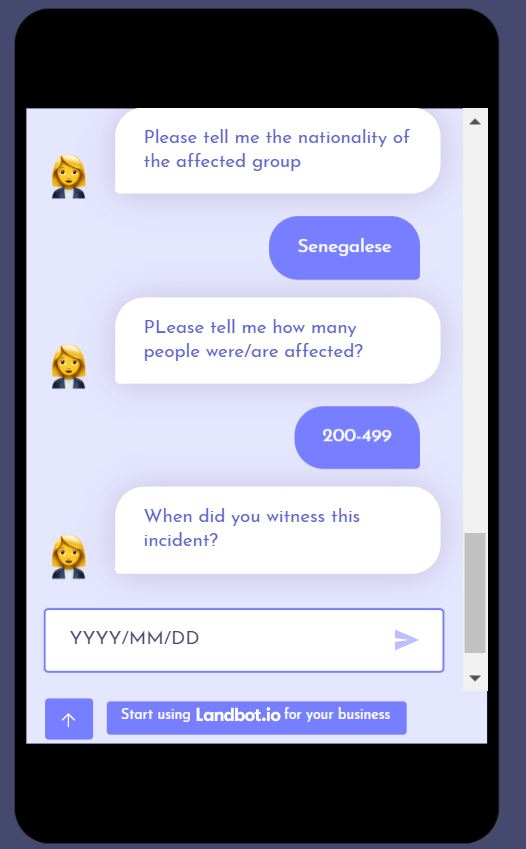 Please tell me the nationality of
the affected group
Senegalese
PLease tell me how many
people were/are affected?
200-499
When did you witness this
incident?
YYYY/MM/DD
Start using Landbot.io for your business